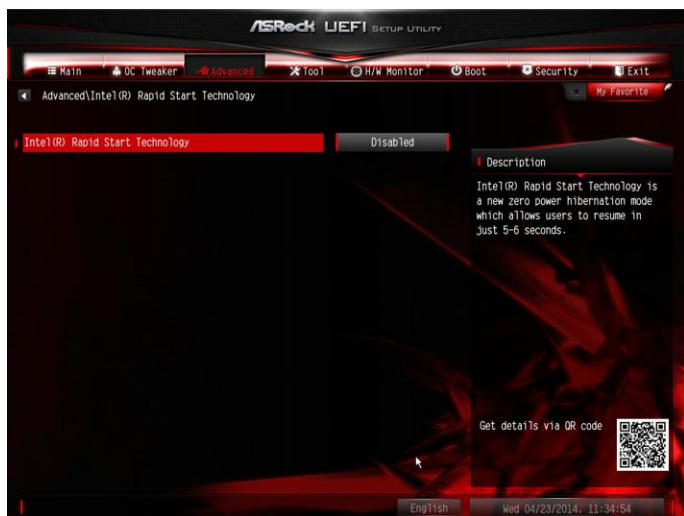 ASRock UEFI SETUP UTILITY
Main OC Tweaker Advanced Tool H/W Monitor Boot Security Exit
Advanced\Intel(R) Rapid Start Technology
My Favorite
Intel(R) Rapid Start Technology Disabled
Description
Intel(R) Rapid Start Technology is
a new zero power hibernation mode
which allows users to resume in
just 5-6 seconds.
Get details via QR code
English Wed 04/23/2014. 11:34:54